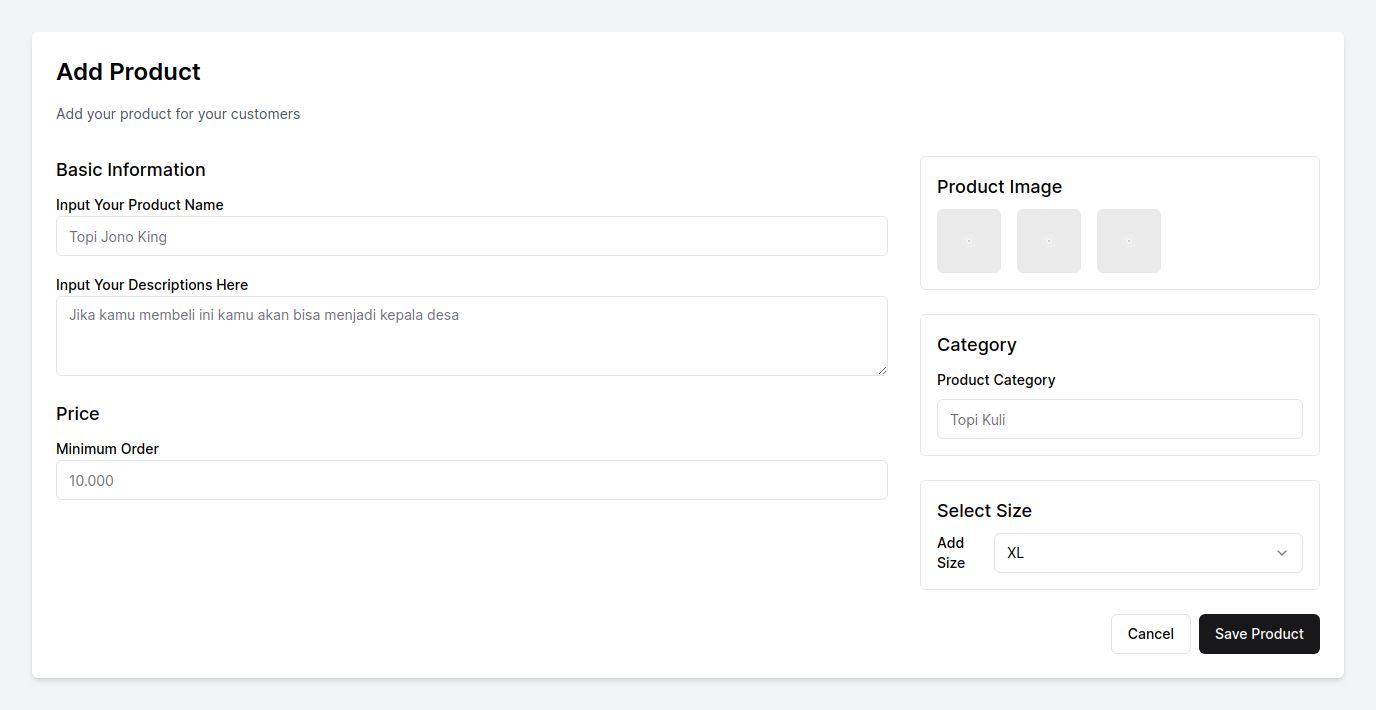 Add Product
Add your product for your customers
Basic Information
Input Your Product Name
Topi Jono King
Input Your Descriptions Here
Jika kamu membeli ini kamu akan bisa menjadi kepala desa
Price
Minimum Order
10.000
Product Image
Category
Product Category
Topi Kuli
Select Size
Add
Size
XL
Cancel
Save Product